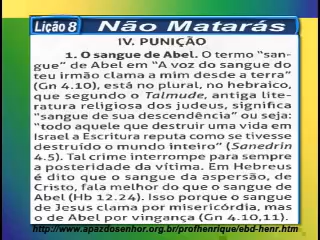 Lição 8 Não Matarás
IV. PUNIÇÃO
1. O sangue de Abel. O termo "san-
gue" de Abel em "A voz do sangue do
teu irmão clama a mim desde a terra"
(Gn 4.10), está no plural, no hebraico,
que segundo o Talmude, antiga lite-
ratura religiosa dos judeus, significa
"sangue de sua descendência" ou seja:
"todo aquele que destruir uma vida em
Israel a Escritura reputa como se tivesse
destruído o mundo inteiro" (Sanedrin
4.5). Tal crime interrompe para sempre
a posteridade da vítima. Em Hebreus
é dito que o sangue da aspersão, de
Cristo, fala melhor do que o sangue de
Abel (Hb 12.24). Isso porque o sangue
de Jesus clama por misericórdia, mas
o de Abel por vingança (Gn 4.10,11).
http://www.apazdosenhor.org.br/profhenrique/ebd-henr.htm